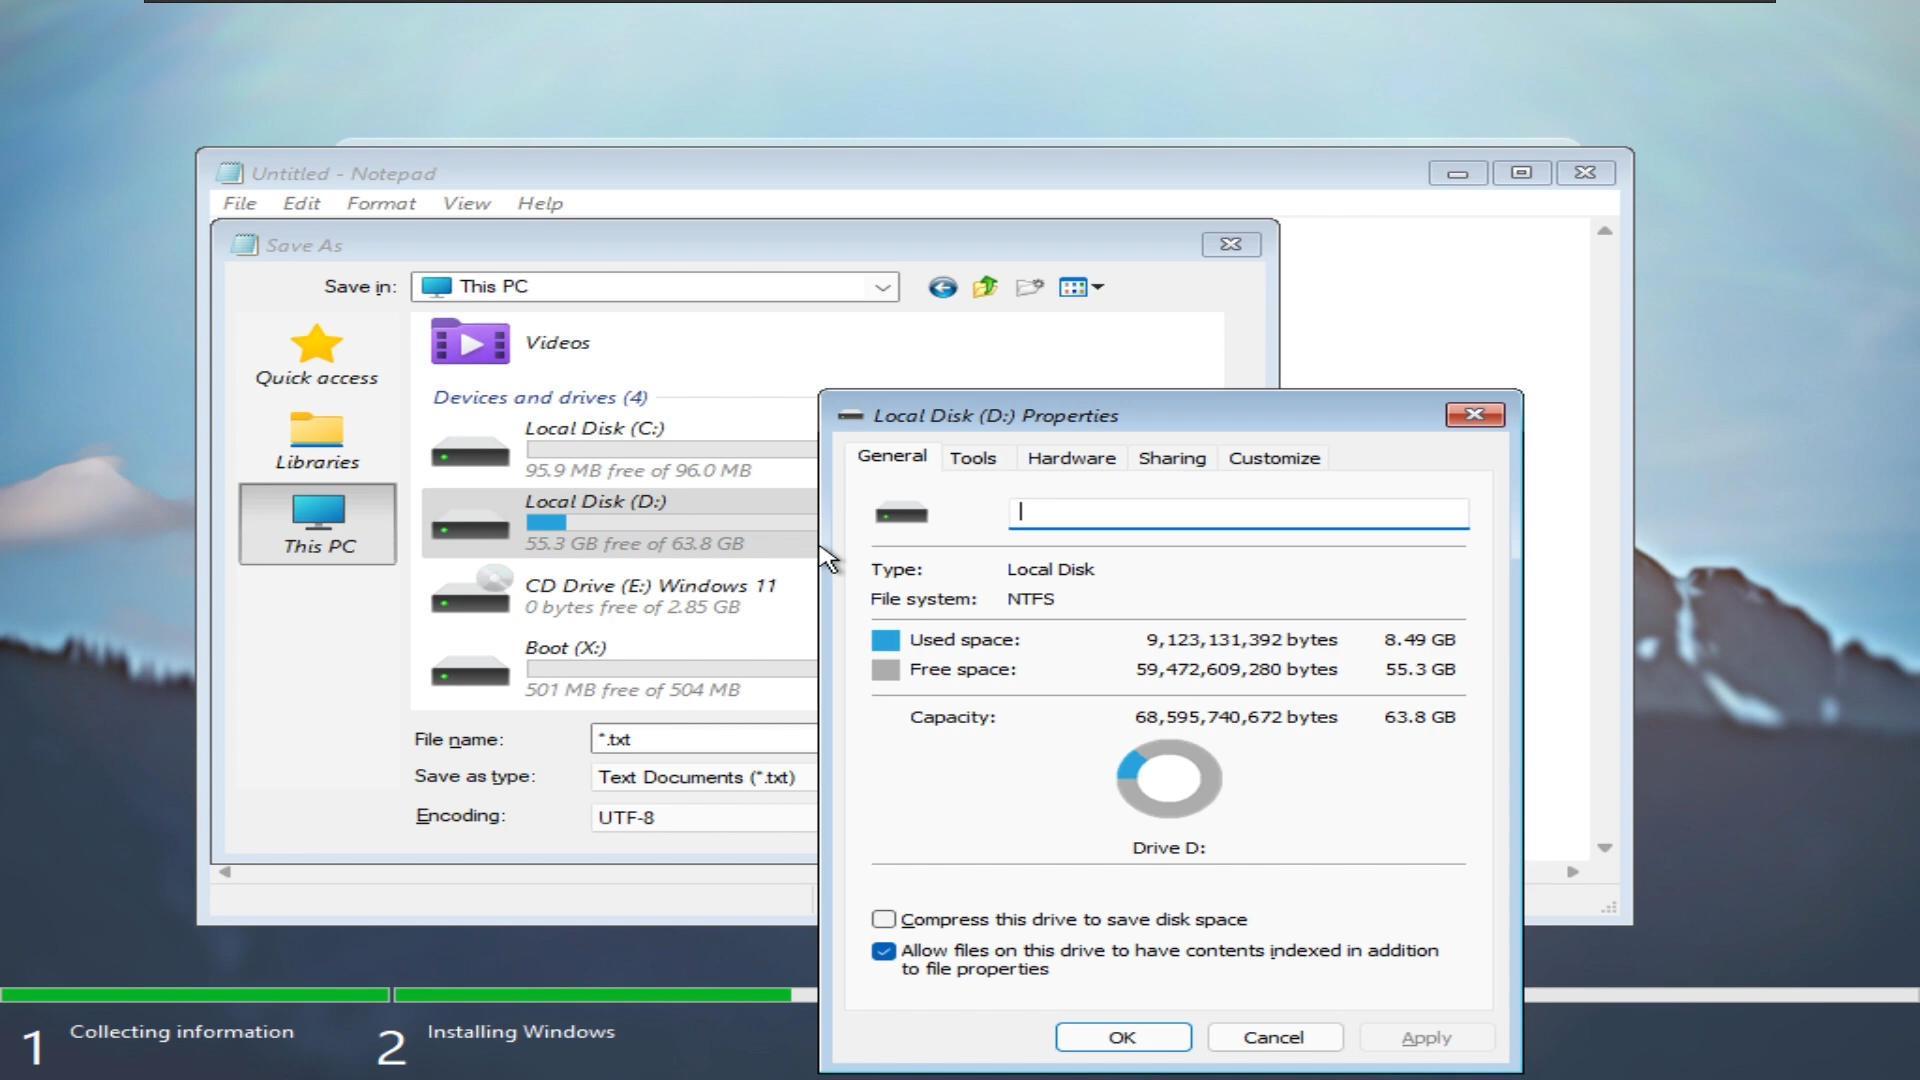 Untitled - Notepad
File Edit Format View Help
Save As
Save in: This PC
Quick access
Libraries
This PC
Videos
Devices and drives (4)
Local Disk (C:)
95.9 MB free of 96.0 MB
Local Disk (D:)
55.3 GB free of 63.8 GB
CD Drive (E:) Windows 11
0 bytes free of 2.85 GB
Boot (X:)
501 MB free of 504 MB
File name: *.txt
Save as type: Text Documents (*.txt)
Encoding: UTF-8
Local Disk (D:) Properties
General Tools Hardware Sharing Customize
Type: Local Disk
File system: NTFS
Used space: 9,123,131,392 bytes 8.49 GB
Free space: 59,472,609,280 bytes 55.3 GB
Capacity: 68,595,740,672 bytes 63.8 GB
Drive D:
Compress this drive to save disk space
Allow files on this drive to have contents indexed in addition
to file properties
OK Cancel Apply
1 Collecting information 2 Installing Windows